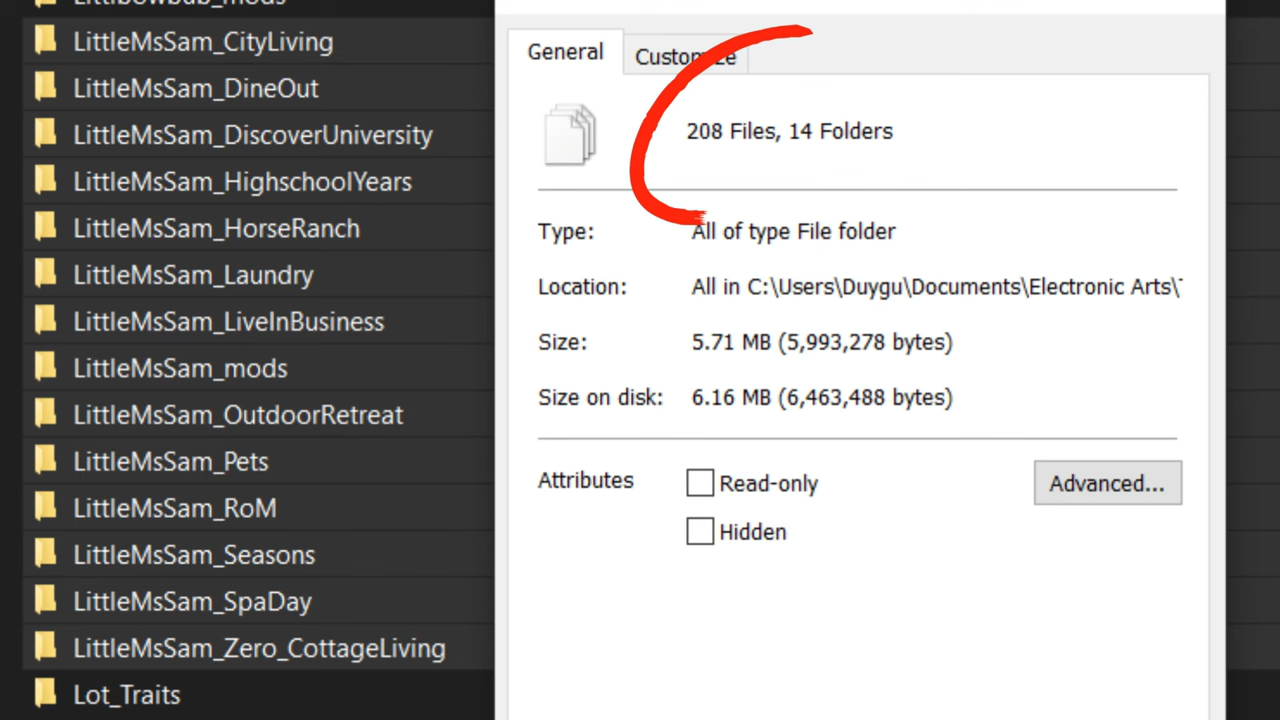 LittleMsSam_CityLiving
LittleMsSam_DineOut
LittleMsSam_DiscoverUniversity
LittleMsSam_HighschoolYears
LittleMsSam_HorseRanch
LittleMsSam_Laundry
LittleMsSam_LiveInBusiness
LittleMsSam_mods
LittleMsSam_OutdoorRetreat
LittleMsSam_Pets
LittleMsSam_RoM
LittleMsSam_Seasons
LittleMsSam_SpaDay
LittleMsSam_Zero_CottageLiving
Lot_Traits
General
Customize
208 Files, 14 Folders
Type: All of type File folder
Location: All in C:\Users\Duygu\Documents\Electronic Arts\
Size: 5.71 MB (5,993,278 bytes)
Size on disk: 6.16 MB (6,463,488 bytes)
Attributes
Read-only
Advanced...
Hidden